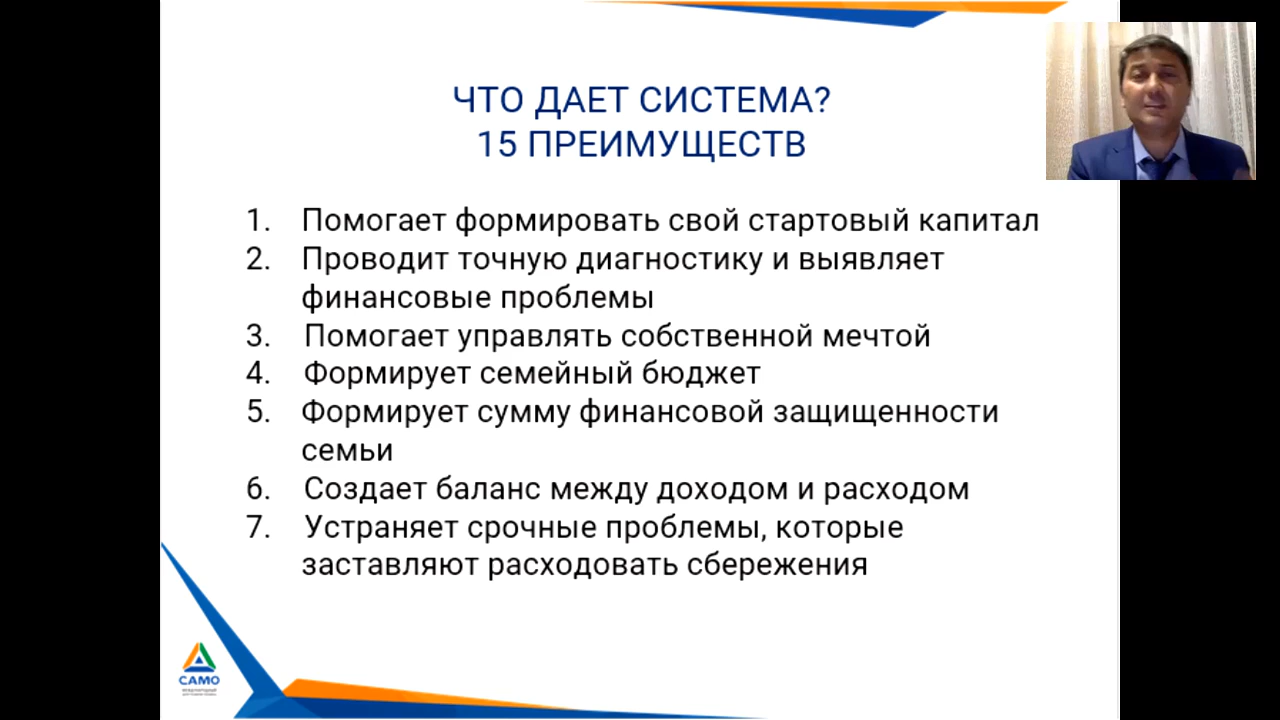 ЧТО ДАЕТ СИСТЕМА?
15 ПРЕИМУЩЕСТВ
1. Помогает формировать свой стартовый капитал
2. Проводит точную диагностику и выявляет
финансовые проблемы
3. Помогает управлять собственной мечтой
4. Формирует семейный бюджет
5. Формирует сумму финансовой защищенности
семьи
6. Создает баланс между доходом и расходом
7. Устраняет срочные проблемы, которые
заставляют расходовать сбережения
САМО